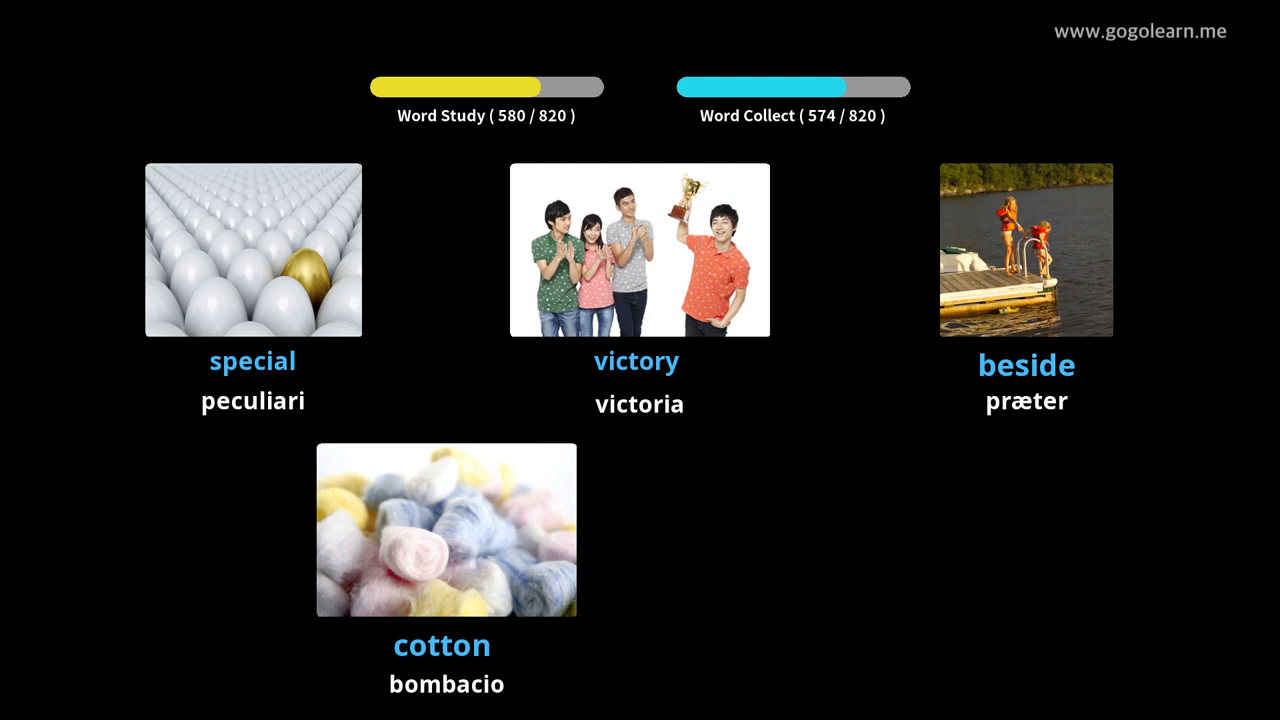 www.gogolearn.me
Word Study ( 580 / 820 )
Word Collect ( 574 / 820 )
special
peculiari
victory
victoria
beside
præter
cotton
bombacio